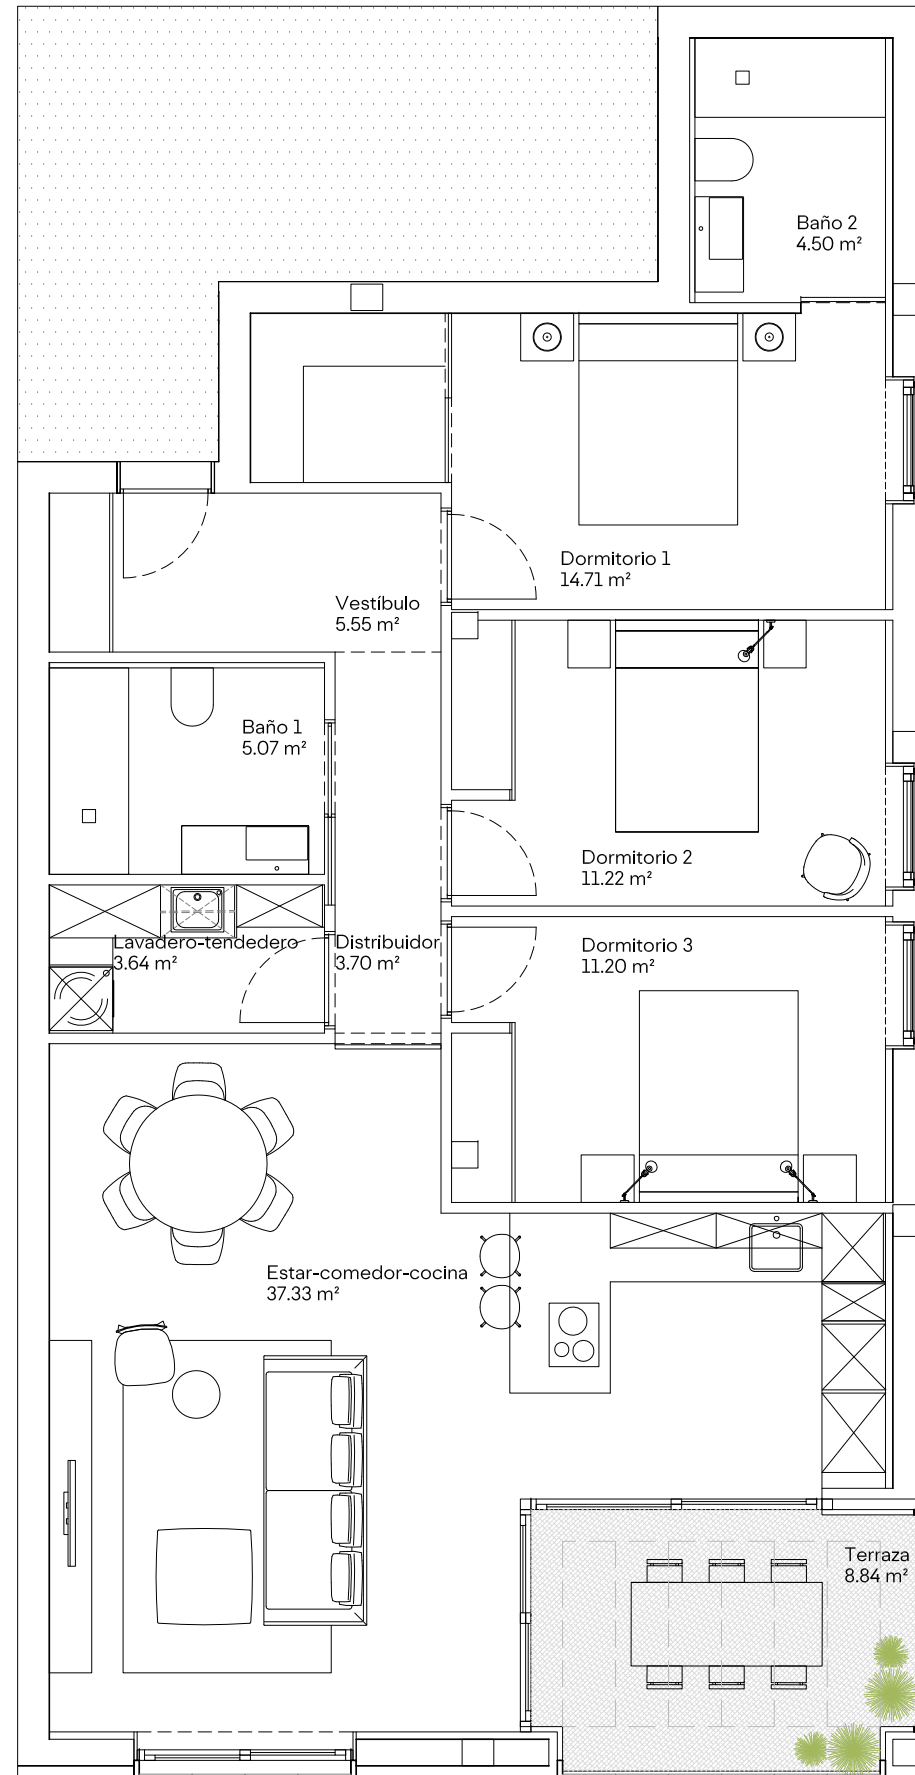 Baño 2
4.50 m²
Dormitorio 1
14.71 m²
Vestíbulo
5.55 m²
Baño 1
5.07 m²
Dormitorio 2
11.22 m²
Lavadero-tendedero
3.64 m²
Distribuidor
3.70 m²
Dormitorio 3
11.20 m²
Estar-comedor-cocina
37.33 m²
Terraza
8.84 m²